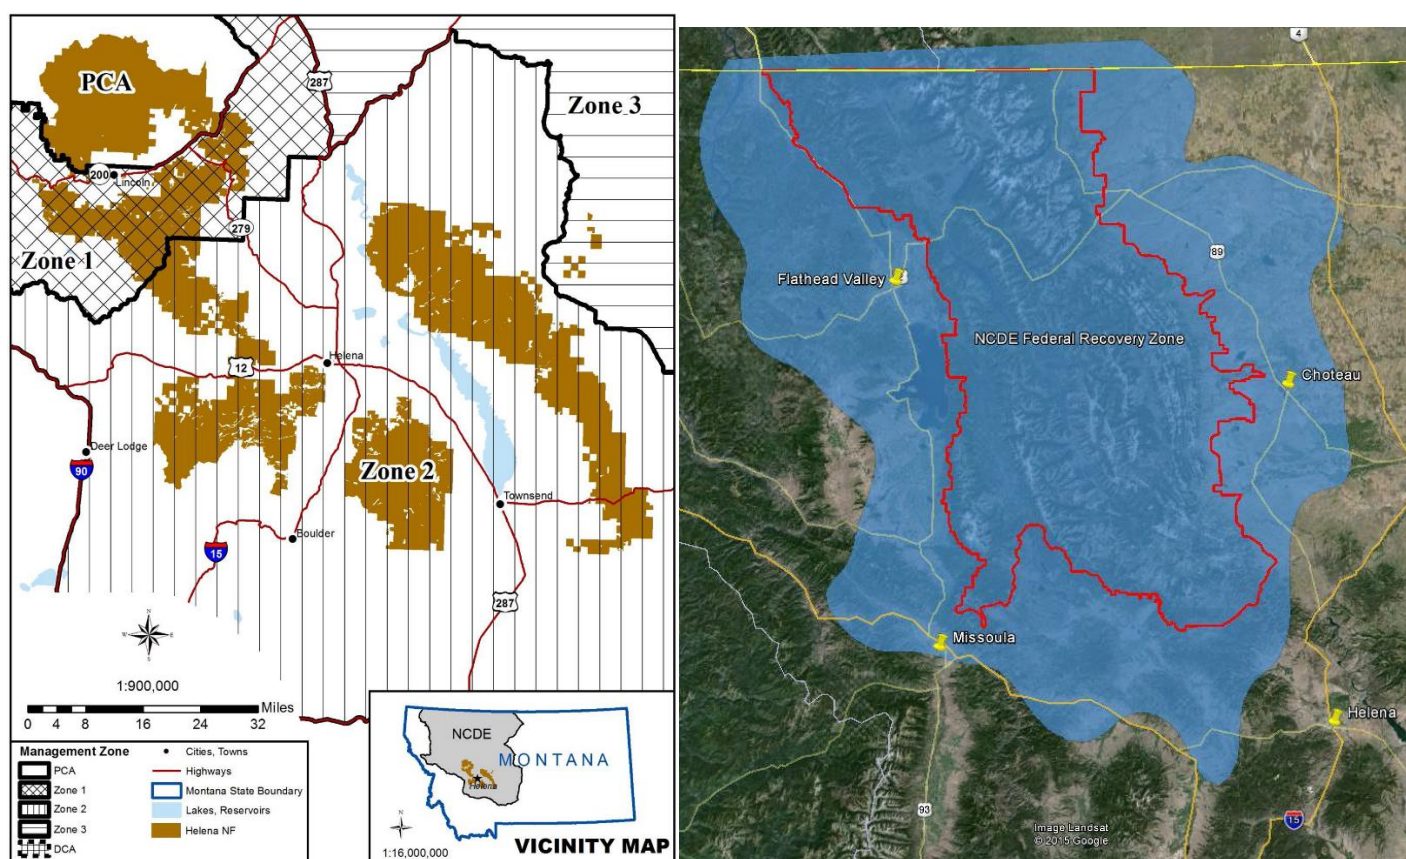 PCA
287
Zone 3
200
Lincoln
279
Zone 1
12
Helena
Deer Lodge
90
Zone 2
Townsend
Boulder
15
287
N
W E
S
1:900,000
0 4 8 16 24 32 Miles
Management Zone
PCA
Zone 1
Zone 2
Zone 3
DCA
Cities, Towns
Highways
Montana State Boundary
Lakes, Reservoirs
Helena NF
NCDE
MONTANA
Helena
N
1:16,000,000
VICINITY MAP
4
89
Flathead Valley
NCDE Federal Recovery Zone
Choteau
Missoula
Helena
93
Image Landsat
© 2015 Google
15